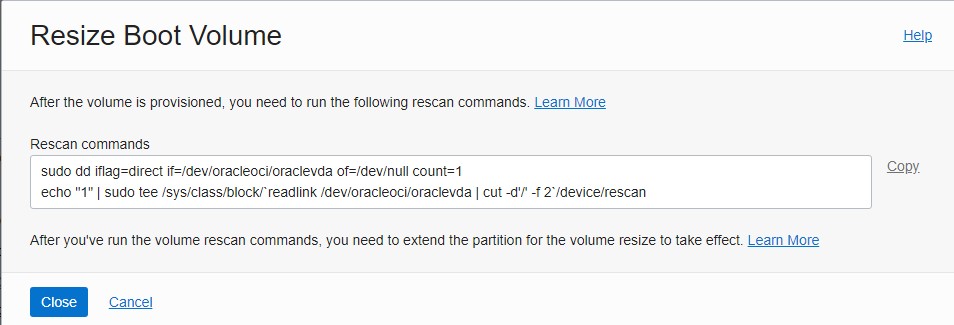 Resize Boot Volume
Help
After the volume is provisioned, you need to run the following rescan commands. Learn More
Rescan commands
sudo dd iflag=direct if=/dev/oracleoci/oraclevda of=/dev/null count=1
echo "1" | sudo tee /sys/class/block/`readlink /dev/oracleoci/oraclevda | cut -d'/' -f 2`/device/rescan
Copy
After you've run the volume rescan commands, you need to extend the partition for the volume resize to take effect. Learn More
Close
Cancel